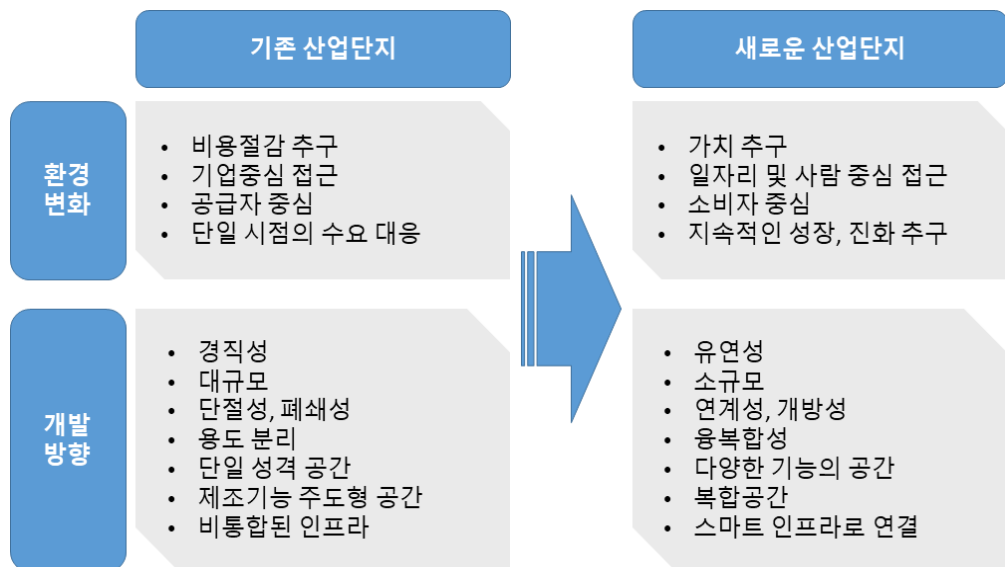 기존 산업단지
새로운 산업단지
환경
변화
• 비용절감 추구
• 기업중심 접근
• 공급자 중심
• 단일 시점의 수요 대응
• 가치 추구
• 일자리 및 사람 중심 접근
• 소비자 중심
• 지속적인 성장, 진화 추구
개발
방향
• 경직성
• 대규모
• 단절성, 폐쇄성
• 용도 분리
• 단일 성격 공간
• 제조기능 주도형 공간
• 비통합된 인프라
• 유연성
• 소규모
• 연계성, 개방성
• 융복합성
• 다양한 기능의 공간
• 복합공간
• 스마트 인프라로 연결